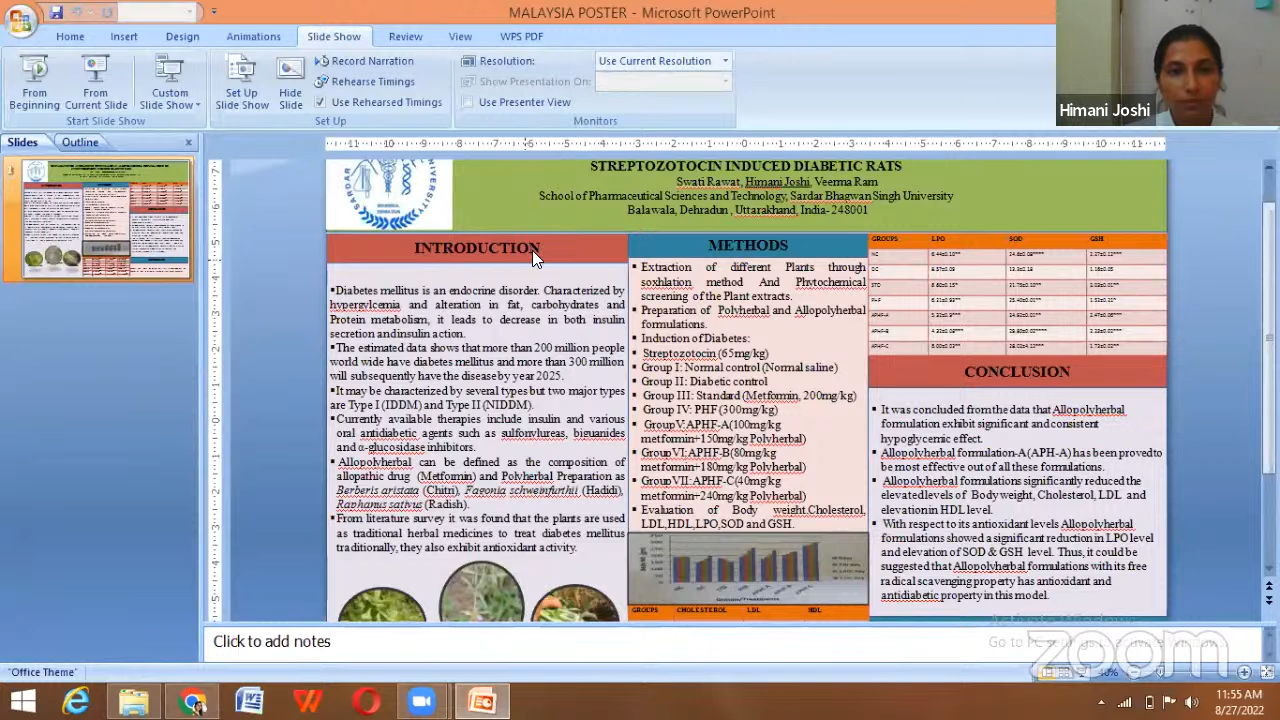 MALAYSIA POSTER - Microsoft PowerPoint
Home
Insert
Design
Animations
Slide Show
Review
View
WPS PDF
From Beginning
From Current Slide
Custom Slide Show
Start Slide Show
Set Up Slide Show
Hide Slide
Record Narration
Rehearse Timings
Use Rehearsed Timings
Set Up
Resolution:
Use Current Resolution
Show Presentation On:
Use Presenter View
Monitors
Himani Joshi
Slides
Outline
STREPTOZOTOCIN INDUCED DIABETIC RATS
Swati Rawat, Himani Joshi, Veerma Ram
School of Pharmaceutical Sciences and Technology, Sardar Bhagwan Singh University
Balawala, Dehradun , Uttarakhand, India- 248001
INTRODUCTION
▪Diabetes mellitus is an endocrine disorder. Characterized by
hypergylcemia and alteration in fat, carbohydrates and
Protein metabolism, it leads to decrease in both insulin
secretion andinsulin action.
▪The estimated data shows that more than 200 million people
world wide have diabetes mellitus and more than 300 million
will subsequently have the disease by year 2025.
▪It may be characterized by several types but two major types
are Type I (IDDM) and Type II (NIDDM).
▪Currently available therapies include insulin and various
oral antidiabetic agents such as sulfonylureas, biguanides
and α-glucosidase inhibitors.
▪Allopolyherbal can be defined as the composition of
allopathic drug (Metfomin) and Polyherbal Preparation as
Berberis aristata (Chitri), Fagonia schweinfurthii (Hadidi),
Raphanus sativus (Radish).
▪From literature survey it was found that the plants are used
as traditional herbal medicines to treat diabetes mellitus
traditionally, they also exhibit antioxidant activity.
METHODS
▪ Extraction of different Plants through
soxhlation method And Phytochemical
screening of the Plant extracts.
▪ Preparation of Polyherbal and Allopolyherbal
formulations.
▪ Induction of Diabetes:
▪ Streptozotocin (65mg/kg)
▪ Group I: Normal control (Normal saline)
▪ Group II: Diabetic control
▪ Group III: Standard (Metformin, 200mg/kg)
▪ Group IV: PHF (300mg/kg)
▪ GroupV:APHF-A(100mg/kg
metformin+150mg/kg Polyherbal)
▪ GroupVI:APHF-B(80mg/kg
metformin+180mg/kg Polyherbal)
▪ GroupVII:APHF-C(40mg/kg
metformin+240mg/kg Polyherbal)
▪ Evaluation of Body weight.Cholesterol,
LDL,HDL,LPO,SOD and GSH.
GROUPS CHOLESTEROL LDL HDL
GROUPS LPO SOD GSH
CONCLUSION
▪ It was concluded from the data that Allopolyherbal
formulation exhibit significant and consistent
hypoglycemic effect.
▪ Allopolyherbal formulation-A(APH-A) has been proved to
be most effective out of all these formulations.
▪ Allopolyherbal formulations significantly reduced the
elevated levels of Body weight, Cholesterol, LDL and
elevation in HDL level.
▪ With respect to its antioxidant levels Allopolyherbal
formulations showed a significant reduction in LPO level
and elevation of SOD & GSH level. Thus, it could be
suggested that Allopolyherbal formulations with its free
radical scavenging property has antioxidant and
antidiabetic property in this model.
Click to add notes
zoom
"Office Theme"
11:55 AM
8/27/2022